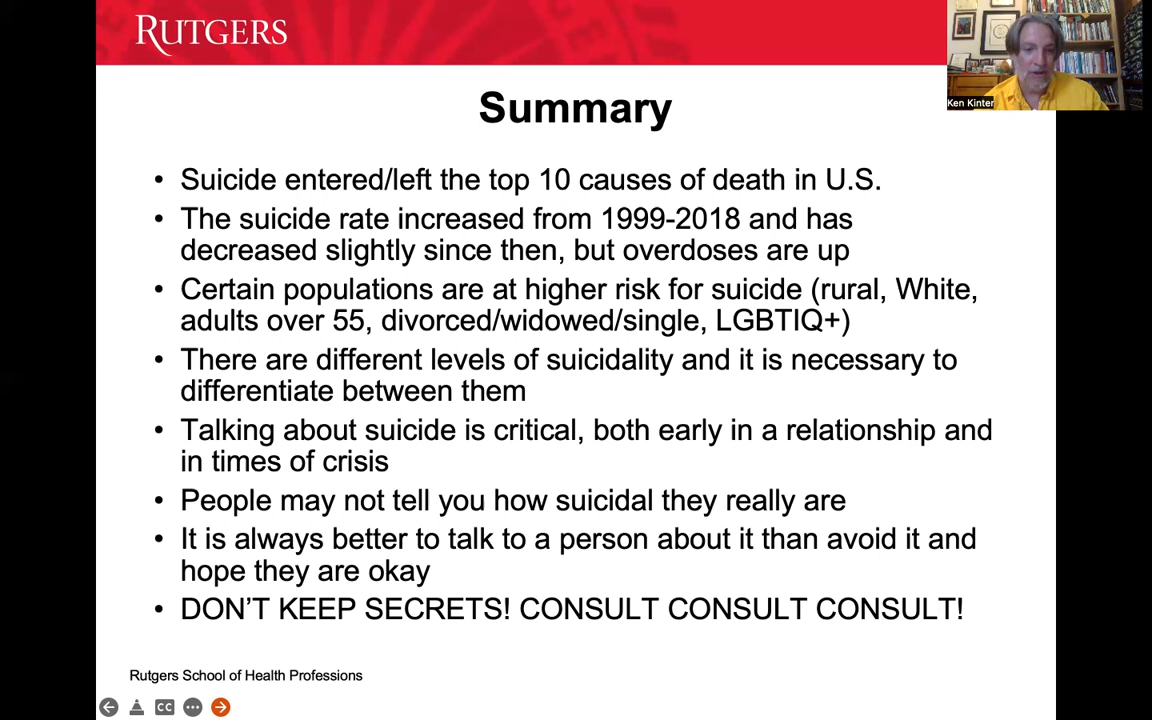 RUTGERS
Ken Kinter
Summary
• Suicide entered/left the top 10 causes of death in U.S.
• The suicide rate increased from 1999-2018 and has
decreased slightly since then, but overdoses are up
• Certain populations are at higher risk for suicide (rural, White,
adults over 55, divorced/widowed/single, LGBTIQ+)
• There are different levels of suicidality and it is necessary to
differentiate between them
• Talking about suicide is critical, both early in a relationship and
in times of crisis
• People may not tell you how suicidal they really are
• It is always better to talk to a person about it than avoid it and
hope they are okay
• DON’T KEEP SECRETS! CONSULT CONSULT CONSULT!
Rutgers School of Health Professions
CC